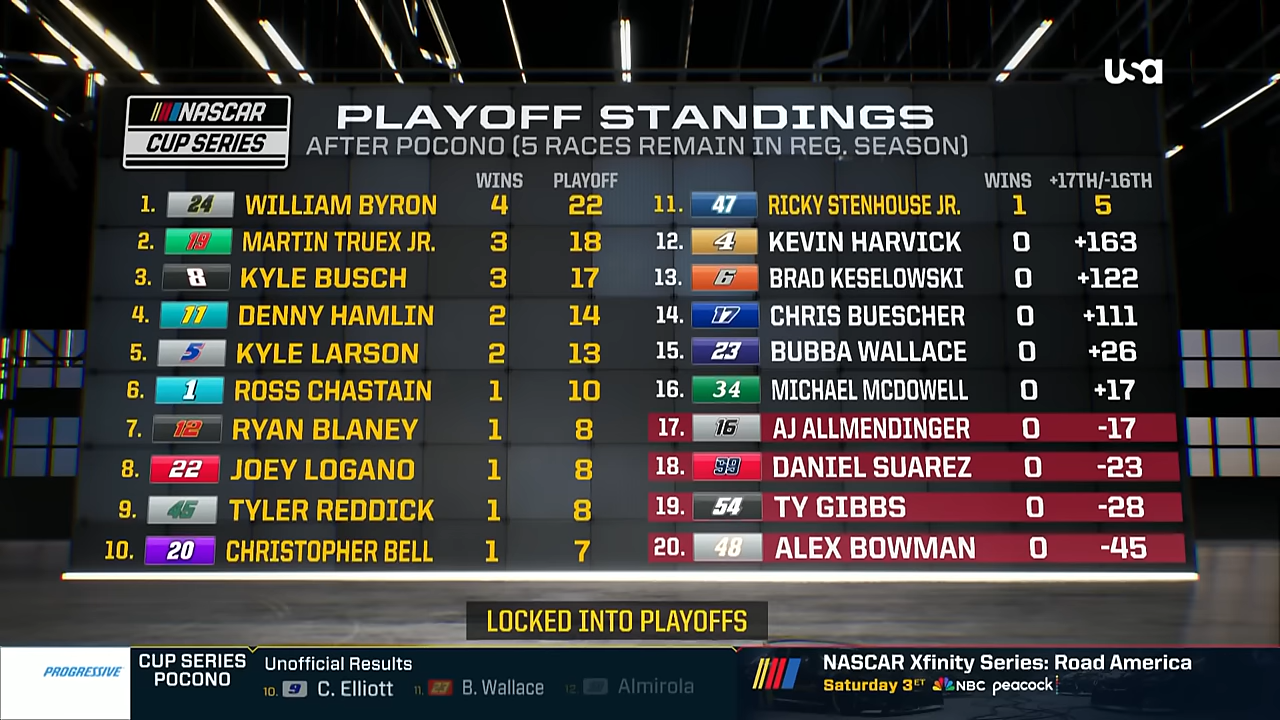 usa
NASCAR
CUP SERIES
PLAYOFF STANDINGS
AFTER POCONO (5 RACES REMAIN IN REG. SEASON)
WINS PLAYOFF
1. 24 WILLIAM BYRON 4 22
2. 19 MARTIN TRUEX JR. 3 18
3. 8 KYLE BUSCH 3 17
4. 11 DENNY HAMLIN 2 14
5. 5 KYLE LARSON 2 13
6. 1 ROSS CHASTAIN 1 10
7. 12 RYAN BLANEY 1 8
8. 22 JOEY LOGANO 1 8
9. 45 TYLER REDDICK 1 8
10. 20 CHRISTOPHER BELL 1 7
WINS +17TH/-16TH
11. 47 RICKY STENHOUSE JR. 1 5
12. 4 KEVIN HARVICK 0 +163
13. 6 BRAD KESELOWSKI 0 +122
14. 17 CHRIS BUESCHER 0 +111
15. 23 BUBBA WALLACE 0 +26
16. 34 MICHAEL MCDOWELL 0 +17
17. 16 AJ ALLMENDINGER 0 -17
18. 99 DANIEL SUAREZ 0 -23
19. 54 TY GIBBS 0 -28
20. 48 ALEX BOWMAN 0 -45
LOCKED INTO PLAYOFFS
PROGRESSIVE
CUP SERIES
POCONO
Unofficial Results
10. 9 C. Elliott 11. 23 B. Wallace 12. Almirola
NASCAR Xfinity Series: Road America
Saturday 3ET NBC peacock